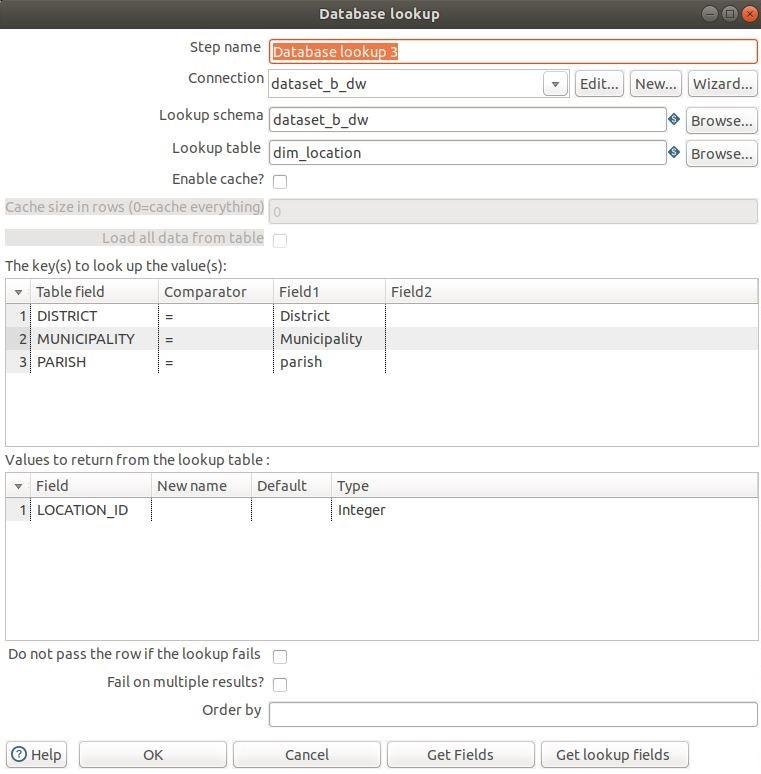 Database lookup
Step name Database lookup 3
Connection dataset_b_dw Edit... New... Wizard...
Lookup schema dataset_b_dw Browse...
Lookup table dim_location Browse...
Enable cache?
Cache size in rows (0=cache everything) 0
Load all data from table
The key(s) to look up the value(s):
Table field Comparator Field1 Field2
1 DISTRICT = District
2 MUNICIPALITY = Municipality
3 PARISH = parish
Values to return from the lookup table :
Field New name Default Type
1 LOCATION_ID Integer
Do not pass the row if the lookup fails
Fail on multiple results?
Order by
? Help OK Cancel Get Fields Get lookup fields